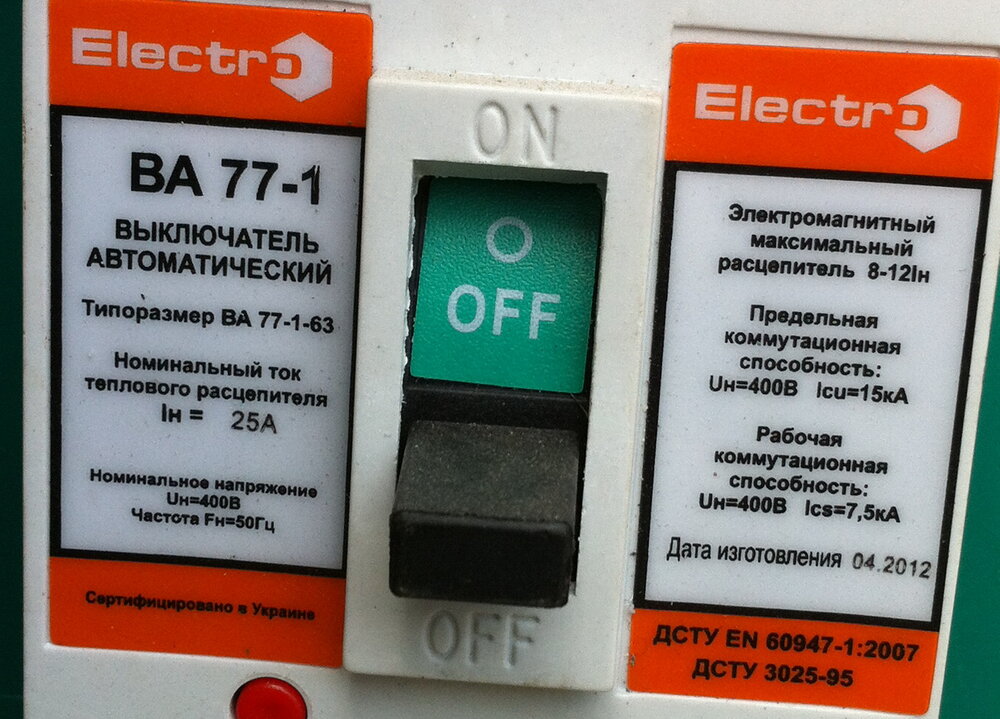 Electro
ВА 77-1
ВЫКЛЮЧАТЕЛЬ
АВТОМАТИЧЕСКИЙ
Типоразмер ВА 77-1-63
Номинальный ток
теплового расцепителя
Iн = 25А
Номинальное напряжение
Uн=400В
Частота Fн=50Гц
Сертифицировано в Украине
ON
O
OFF
OFF
Electro
Электромагнитный
максимальный
расцепитель 8-12Iн
Предельная
коммутационная
способность:
Uн=400В Icu=15кА
Рабочая
коммутационная
способность:
Uн=400В Ics=7,5кА
Дата изготовления 04.2012
ДСТУ EN 60947-1:2007
ДСТУ 3025-95